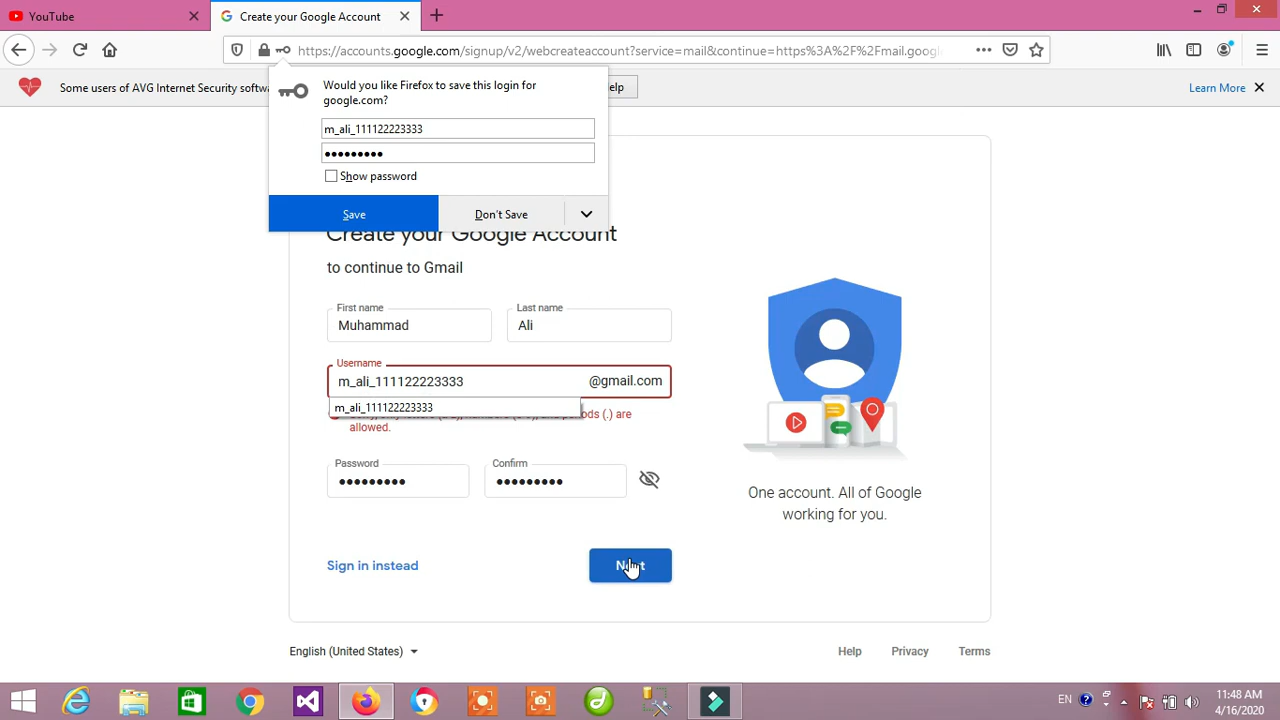 YouTube
Create your Google Account
https://accounts.google.com/signup/v2/webcreateaccount?service=mail&continue=https%3A%2F%2Fmail.goog
Some users of AVG Internet Security
Learn More
Would you like Firefox to save this login for
google.com?
m_ali_111122223333
•••••••••
Show password
Save
Don't Save
Create your Google Account
to continue to Gmail
First name
Muhammad
Last name
Ali
Username
m_ali_111122223333
@gmail.com
m_ali_111122223333
(.) are
allowed.
Password
•••••••••
Confirm
•••••••••
Sign in instead
Next
One account. All of Google
working for you.
English (United States)
Help
Privacy
Terms
EN
11:48 AM
4/16/2020